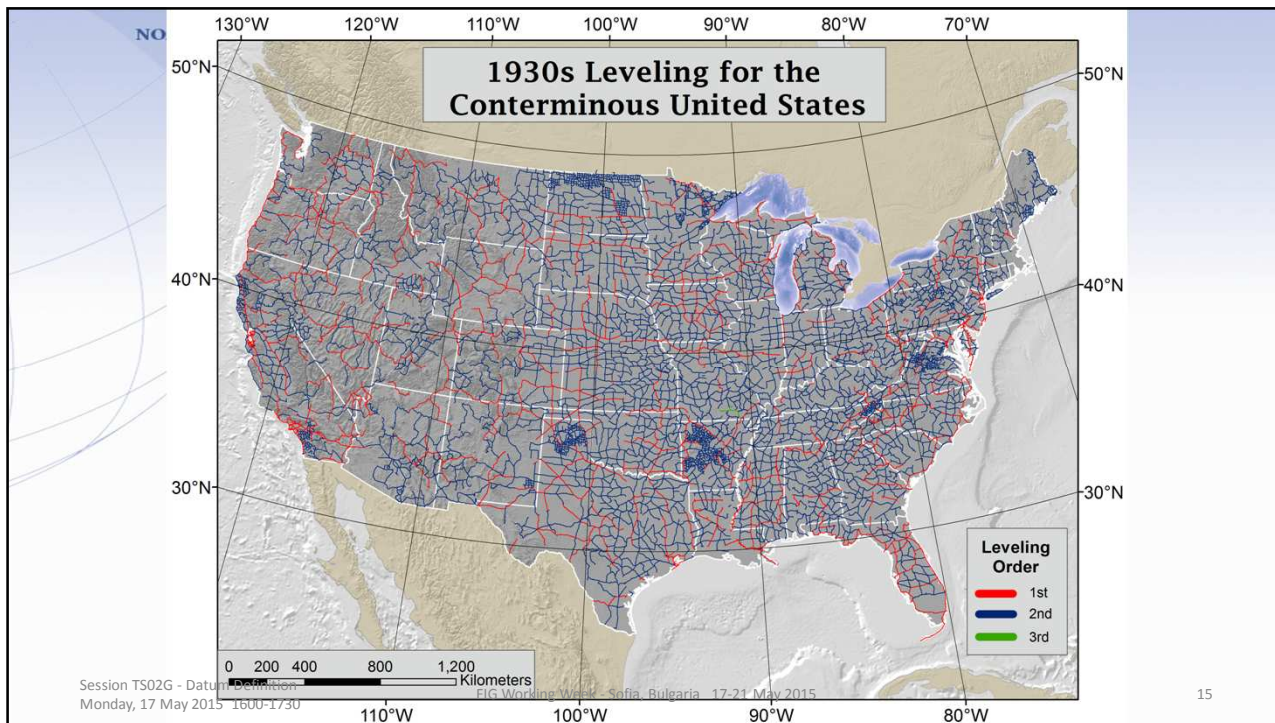 130°W 120°W 110°W 100°W 90°W 80°W 70°W
NO
1930s Leveling for the
Conterminous United States
50°N 50°N
40°N 40°N
30°N 30°N
Leveling
Order
1st
2nd
3rd
0 200 400 800 1,200
Kilometers
Session TS02G - Datum Definition
Monday, 17 May 2015 1600-1730
FIG Working Week - Sofia, Bulgaria 17-21 May 2015
15
110°W 100°W 90°W 80°W